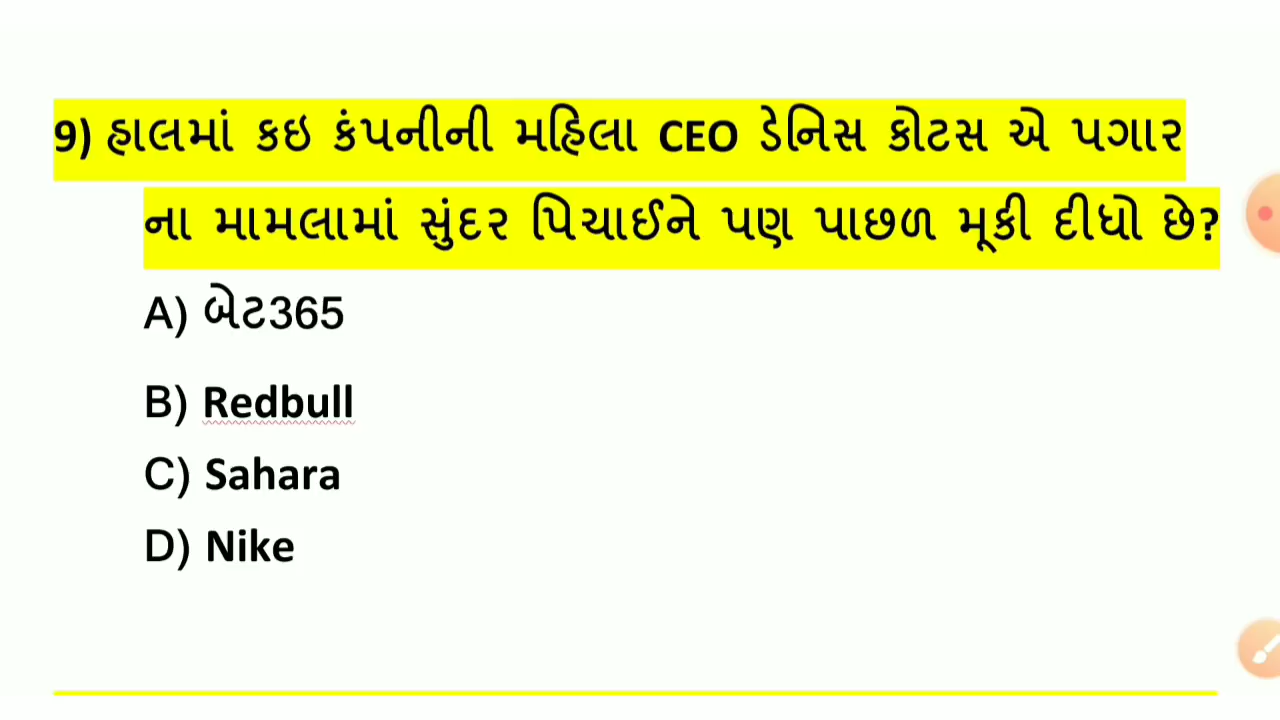 9) હાલમાં કઇ કંપનીની મહિલા CEO ડેનિસ કોટસ એ પગાર
ના મામલામાં સુંદર પિચાઈને પણ પાછળ મૂકી દીધો છે?
A) બેટ365
B) Redbull
C) Sahara
D) Nike